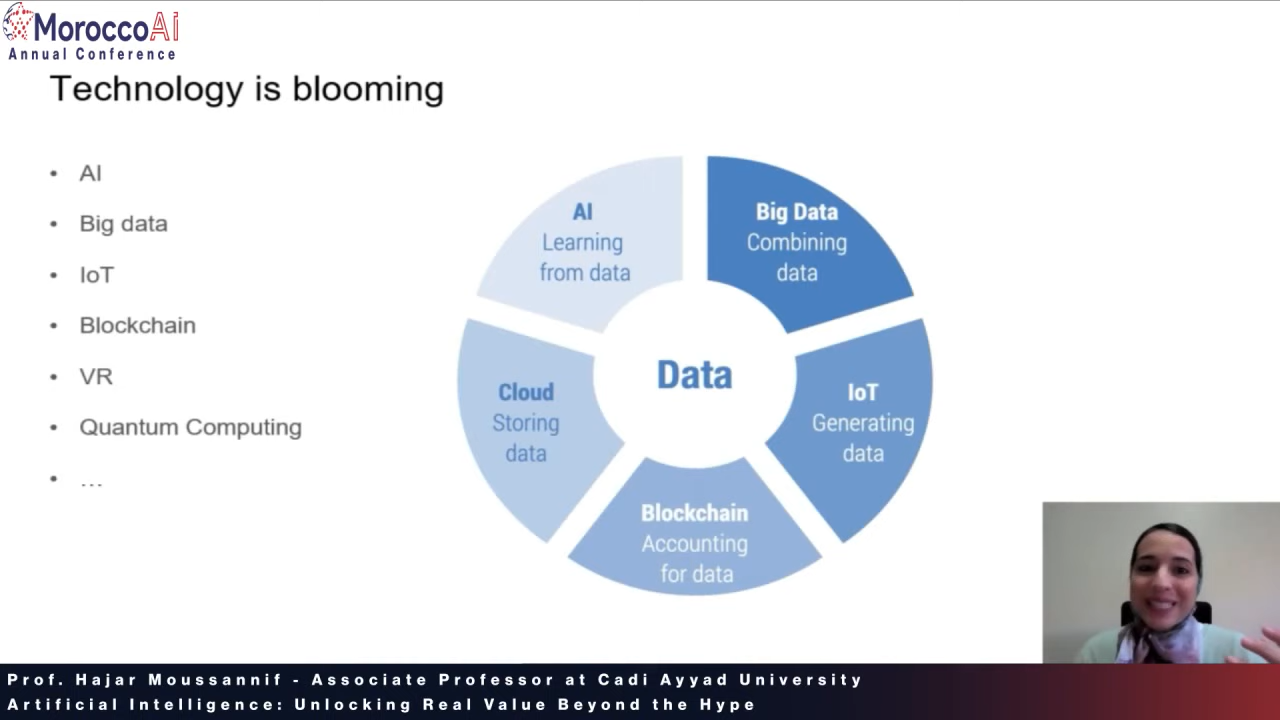 MoroccoAi
Annual Conference
Technology is blooming
• AI
• Big data
• IoT
• Blockchain
• VR
• Quantum Computing
• ...
AI
Learning
from data
Big Data
Combining
data
Cloud
Storing
data
Data
IoT
Generating
data
Blockchain
Accounting
for data
Prof. Hajar Moussannif - Associate Professor at Cadi Ayyad University
Artificial Intelligence: Unlocking Real Value Beyond the Hype